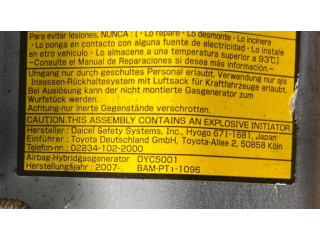 Para evitar lesiones, NUNCA: [ • Lo repare • Lo desmonte • Lo incinere
• Lo ponga en contacto con agua fuente de electricidad • Lo instale
en otro vehículo • Lo almacene a una temperatura superior a 93°C]
-Consulte el Manual de Reparaciones si desea más información-
Umgang nur durch geschultes Personal erlaubt. Verwendung nur als
Insassen-Rückhaltesystem mit Luftsack für Kraftfahrzeuge erlaubt.
Bei Auslösung kann der nicht montierte Gasgenerator zum
Wurfstück werden.
Achtung-nur inerte Gegenstände verschrotten.
CAUTION.THIS ASSEMBLY CONTAINS AN EXPLOSIVE INITIATOR.
Hersteller : Daicel Safety Systems, Inc., Hyogo 671-1681, Japan
Einführer : Toyota Deutschland GmbH, Toyota-Allee 2, 50858 Köln
Telefon-nr : 02834-102-2000
Airbag-Hybridgasgenerator DYC5001
Herstellungsjahr : 2007- BAM-PT1-1096